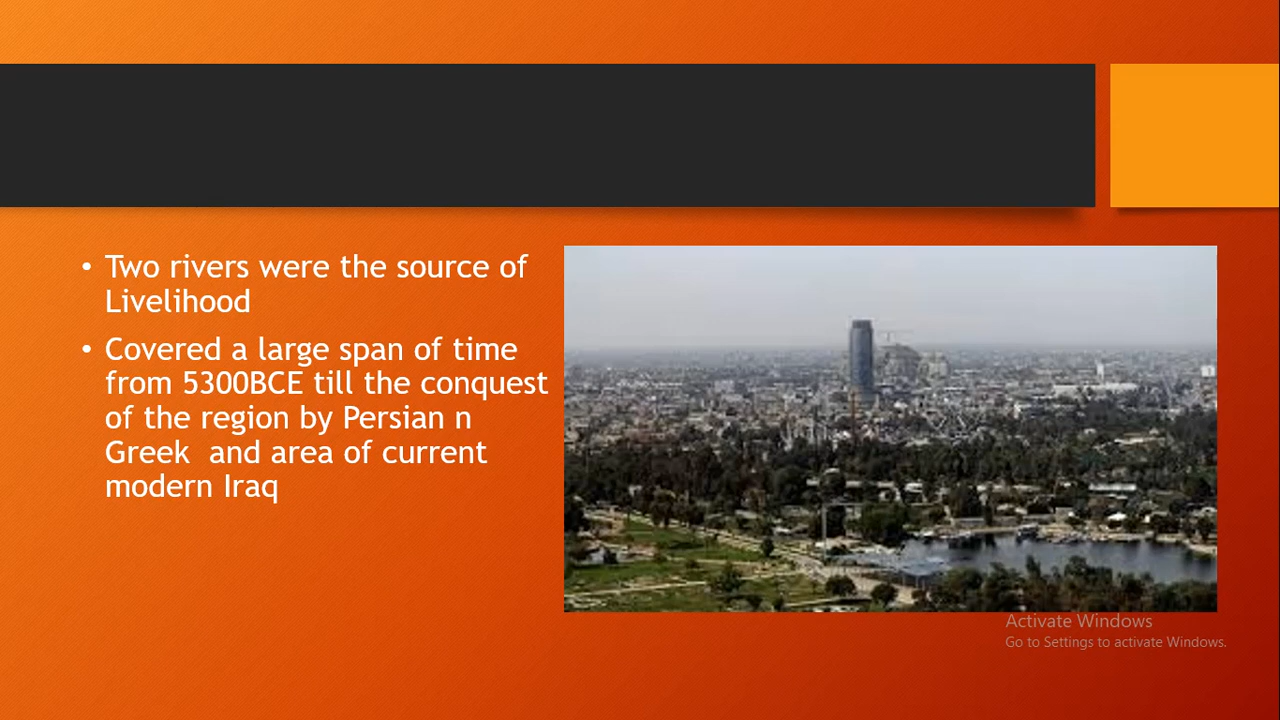 • Two rivers were the source of
Livelihood
• Covered a large span of time
from 5300BCE till the conquest
of the region by Persian n
Greek  and area of current
modern Iraq
Activate Windows
Go to Settings to activate Windows.